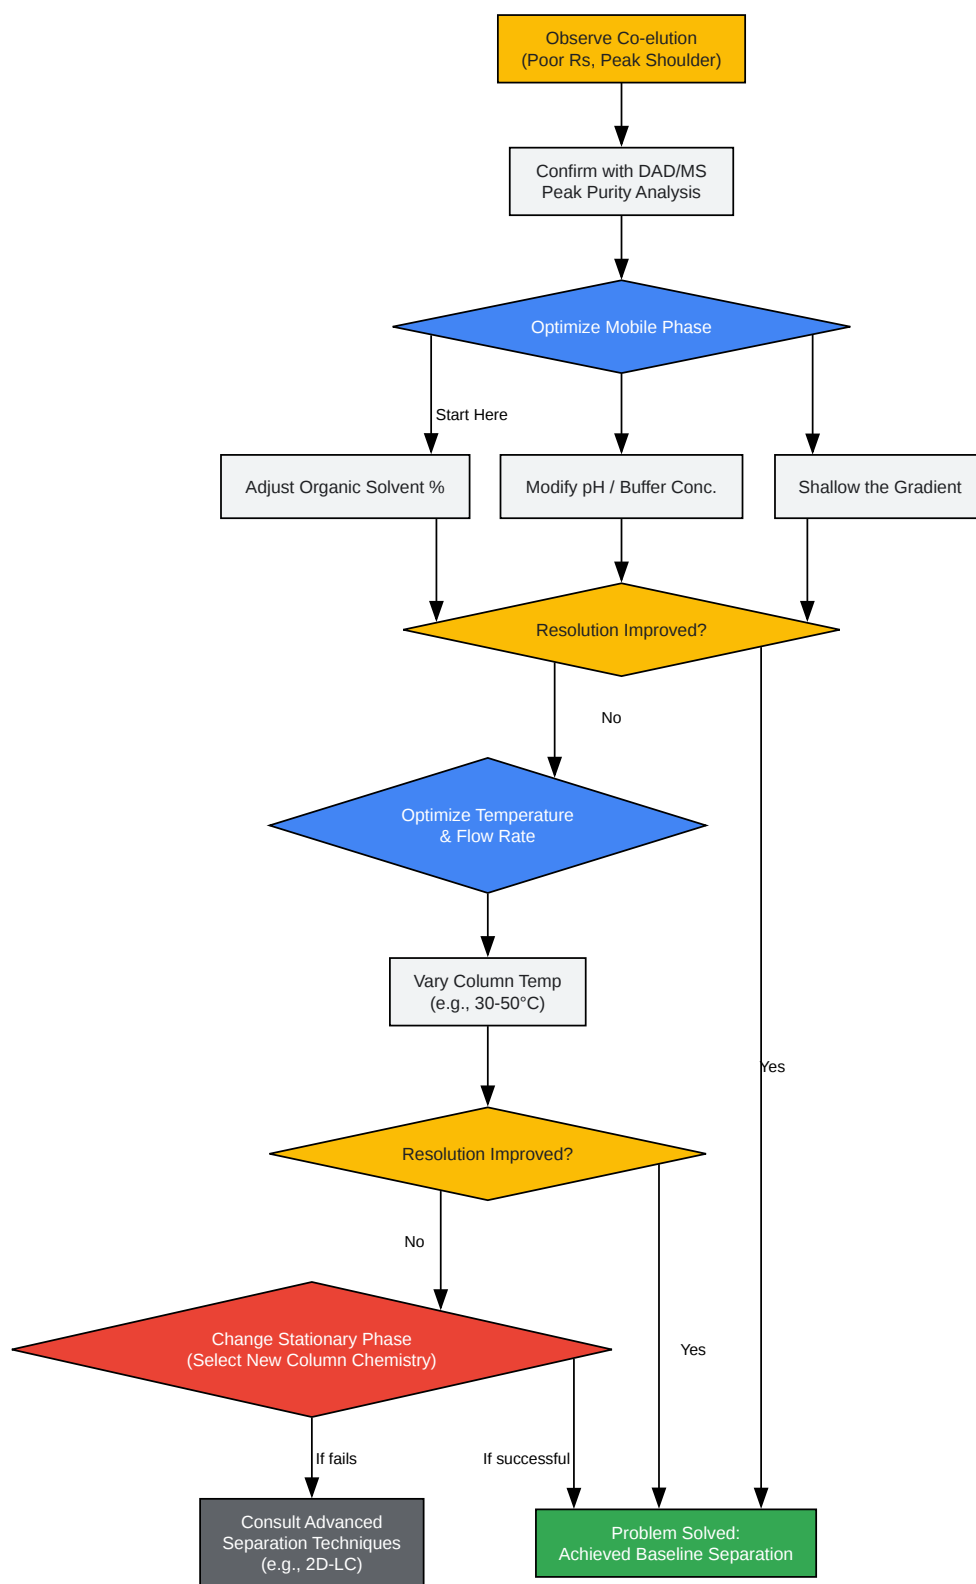 Observe Co-elution
(Poor Rs, Peak Shoulder)
Confirm with DAD/MS
Peak Purity Analysis
Optimize Mobile Phase
Start Here
Adjust Organic Solvent %
Modify pH / Buffer Conc.
Shallow the Gradient
Resolution Improved?
No
Optimize Temperature
& Flow Rate
Vary Column Temp
(e.g., 30-50°C)
Yes
Resolution Improved?
No
Change Stationary Phase
(Select New Column Chemistry)
Yes
If fails
If successful
Consult Advanced
Separation Techniques
(e.g., 2D-LC)
Problem Solved:
Achieved Baseline Separation